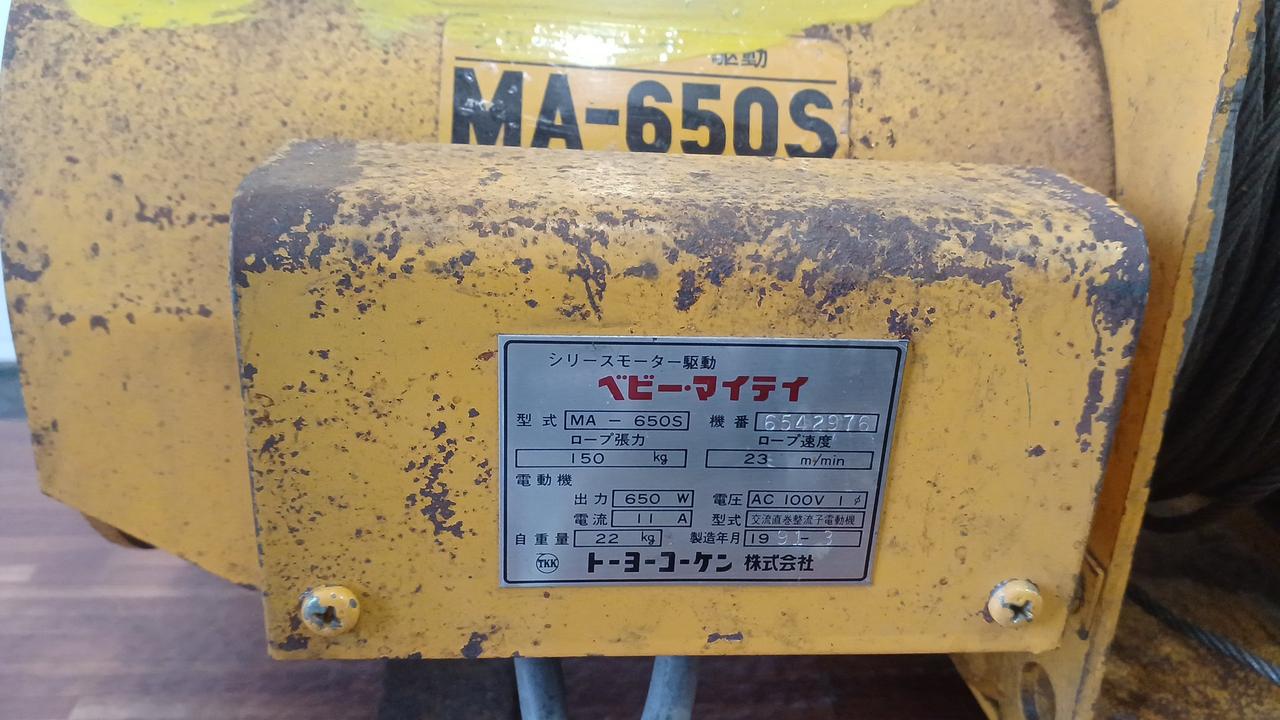 駆動
MA-650S
シリースモーター駆動
ベビー・マイテイ
型式 MA - 650S 機番 6542976
ロープ張力 ロープ速度
150 kg 23 m/min
電動機
出力 650 W 電圧 AC 100V 1φ
電流 11 A 型式 交流直巻整流子電動機
自重量 22 kg 製造年月 1991-3
TKK トーヨーコーケン 株式会社